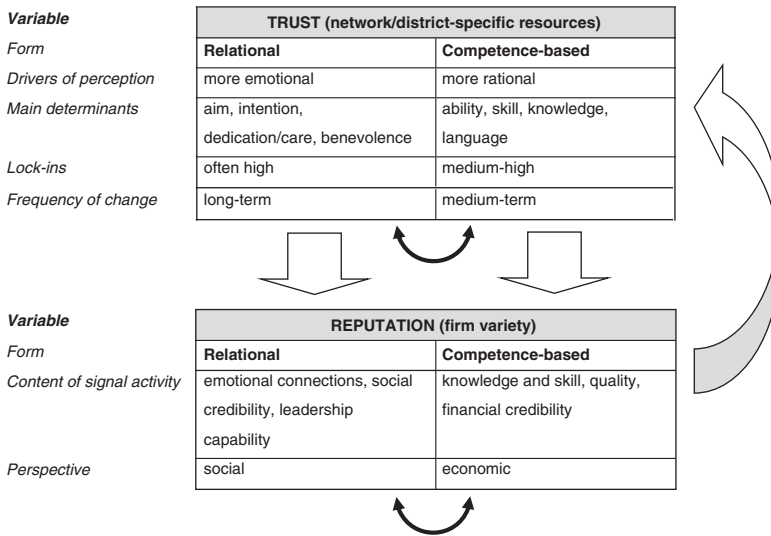 Variable TRUST (network/district-specific resources)
Form Relational Competence-based
Drivers of perception more emotional more rational
Main determinants aim, intention, ability, skill, knowledge,
dedication/care, benevolence language
Lock-ins often high medium-high
Frequency of change long-term medium-term
Variable REPUTATION (firm variety)
Form Relational Competence-based
Content of signal activity emotional connections, social knowledge and skill, quality,
credibility, leadership financial credibility
capability
Perspective social economic